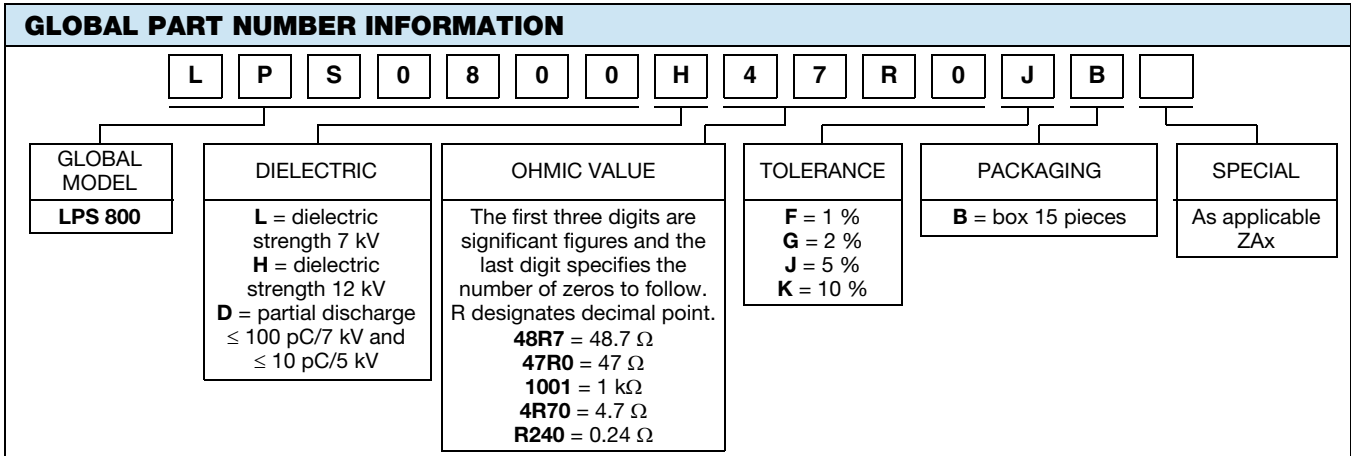 GLOBAL PART NUMBER INFORMATION
L P S 0 8 0 0 H 4 7 R 0 J B
GLOBAL
MODEL
LPS 800
DIELECTRIC
L = dielectric
strength 7 kV
H = dielectric
strength 12 kV
D = partial discharge
≤ 100 pC/7 kV and
≤ 10 pC/5 kV
OHMIC VALUE
The first three digits are
significant figures and the
last digit specifies the
number of zeros to follow.
R designates decimal point.
48R7 = 48.7 Ω
47R0 = 47 Ω
1001 = 1 kΩ
4R70 = 4.7 Ω
R240 = 0.24 Ω
TOLERANCE
F = 1 %
G = 2 %
J = 5 %
K = 10 %
PACKAGING
B = box 15 pieces
SPECIAL
As applicable
ZAx